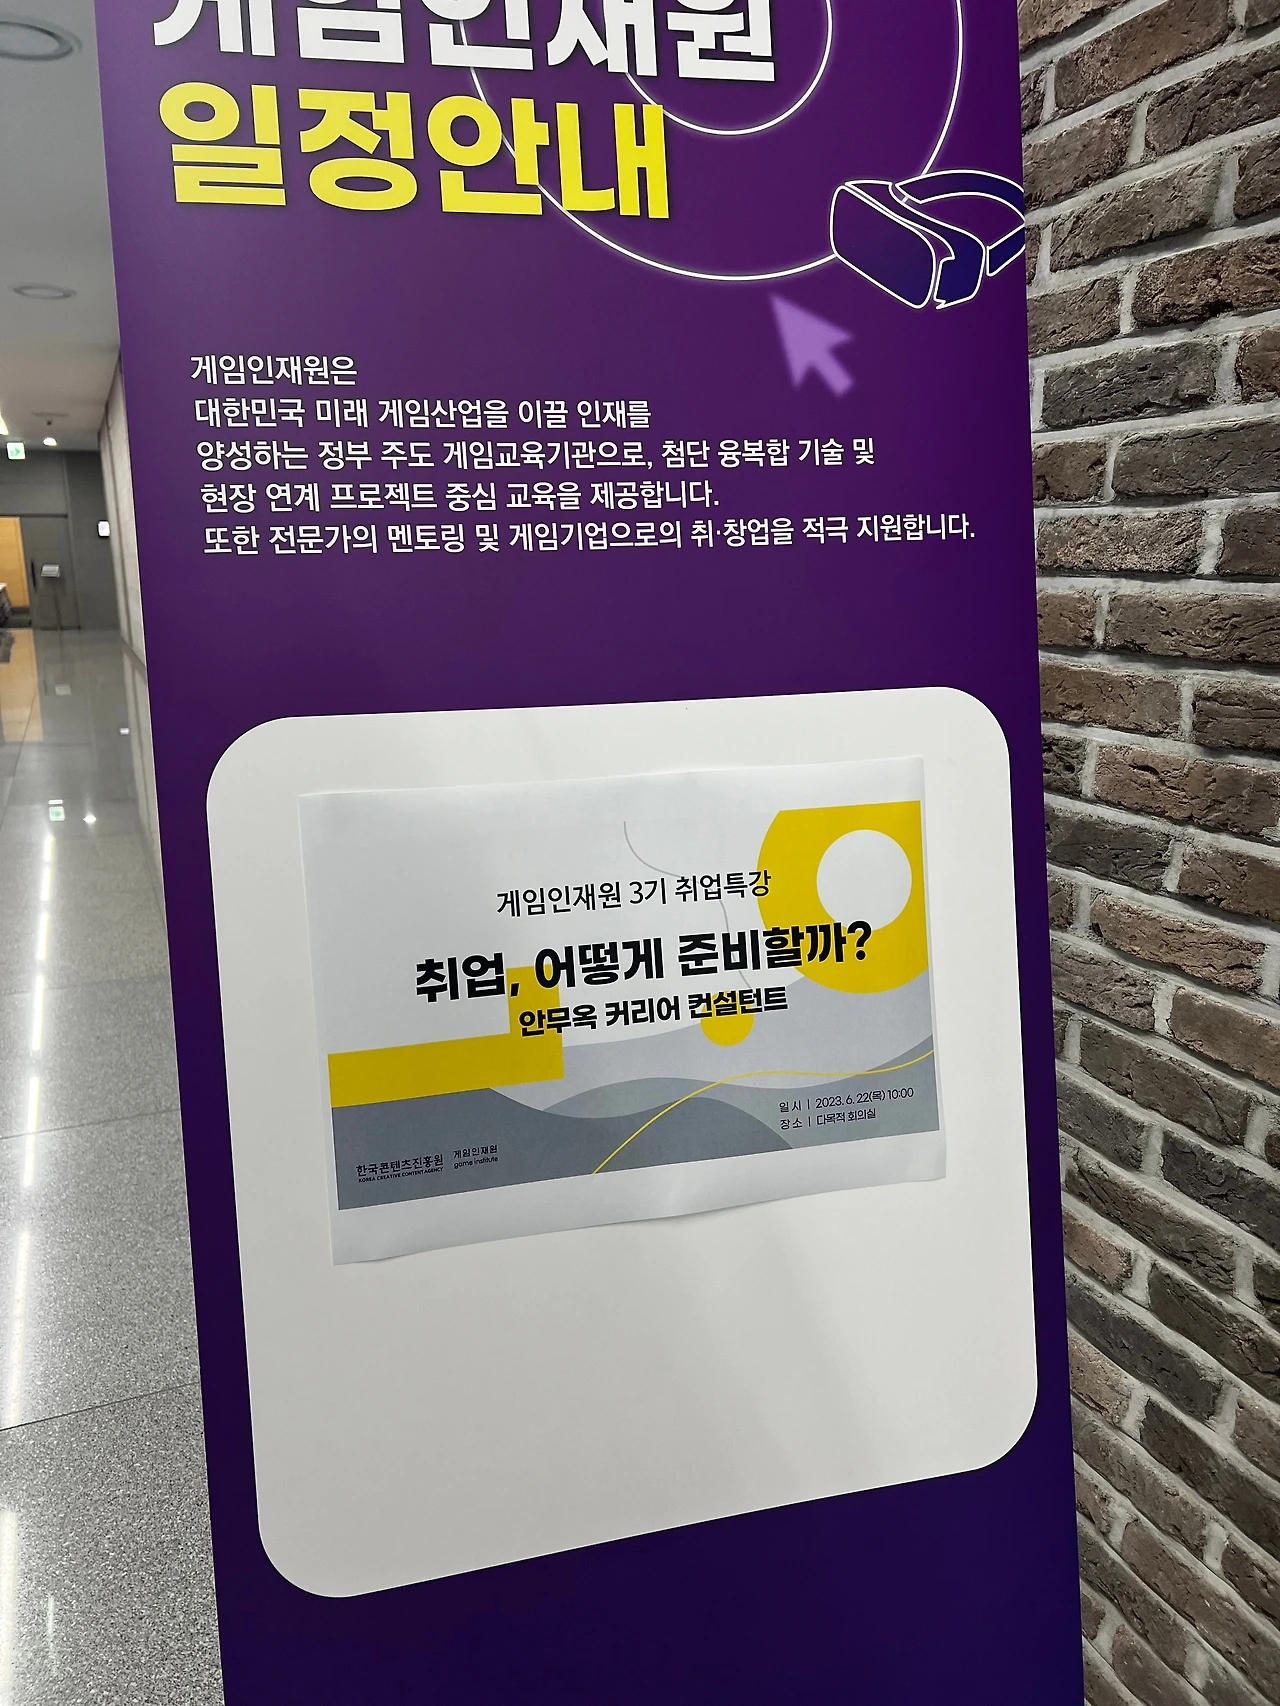 게임인재원
일정안내
게임인재원은
대한민국 미래 게임산업을 이끌 인재를
양성하는 정부 주도 게임교육기관으로, 첨단 융복합 기술 및
현장 연계 프로젝트 중심 교육을 제공합니다.
또한 전문가의 멘토링 및 게임기업으로의 취·창업을 적극 지원합니다.
게임인재원 3기 취업특강
취업, 어떻게 준비할까?
안무옥 커리어 컨설턴트
일 시 | 2023. 6. 22(목) 10:00
장 소 | 다목적 회의실
한국콘텐츠진흥원
KOREA CREATIVE CONTENT AGENCY
게임인재원
game institute